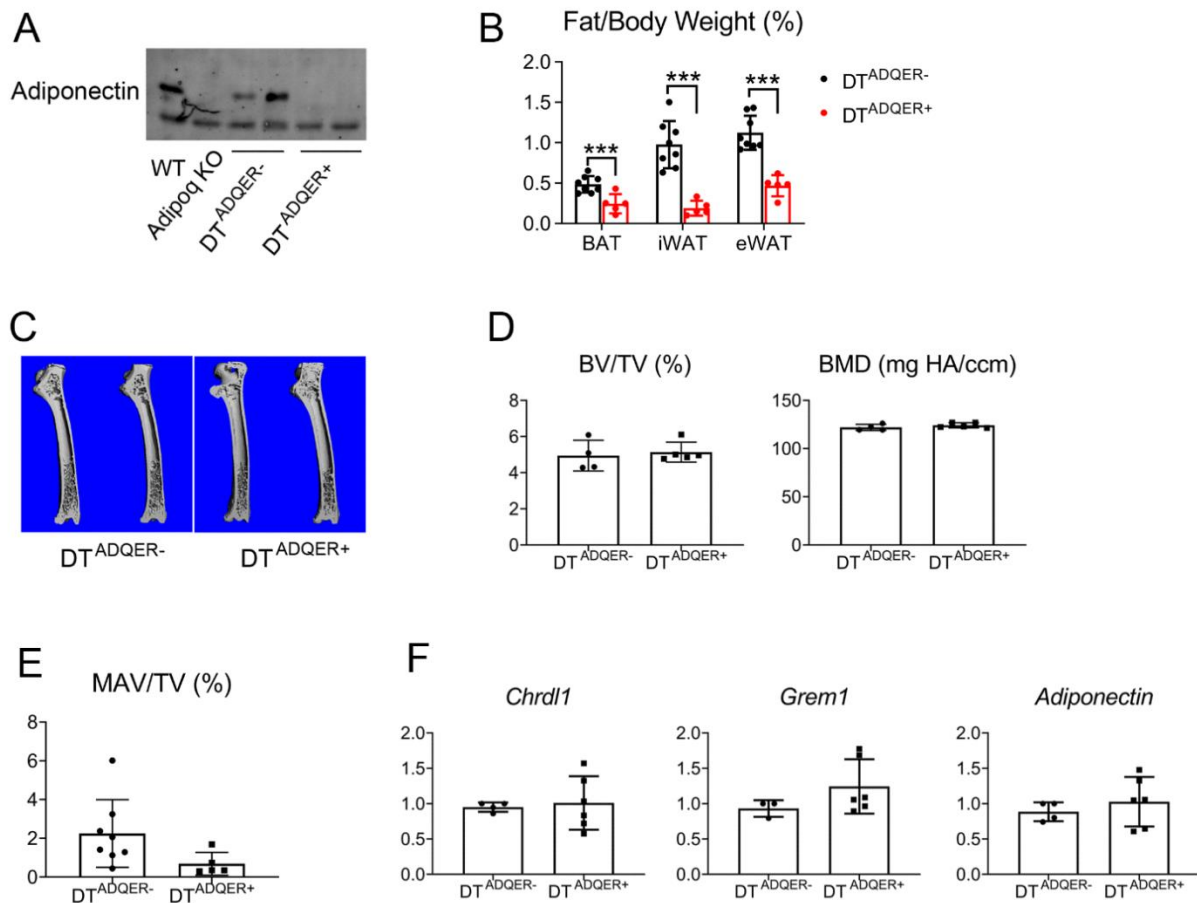 A
Adiponectin
WT
Adipoq KO
DT^ADQER-
DT^ADQER+
B
Fat/Body Weight (%)
2.0
1.5
1.0
0.5
0.0
***
***
***
BAT
iWAT
eWAT
DT^ADQER-
DT^ADQER+
C
DT^ADQER-
DT^ADQER+
D
BV/TV (%)
8
6
4
2
0
DT^ADQER-
DT^ADQER+
BMD (mg HA/ccm)
150
100
50
0
DT^ADQER-
DT^ADQER+
E
MAV/TV (%)
8
6
4
2
0
DT^ADQER-
DT^ADQER+
F
Chrdl1
2.0
1.5
1.0
0.5
0.0
DT^ADQER-
DT^ADQER+
Grem1
2.0
1.5
1.0
0.5
0.0
DT^ADQER-
DT^ADQER+
Adiponectin
2.0
1.5
1.0
0.5
0.0
DT^ADQER-
DT^ADQER+